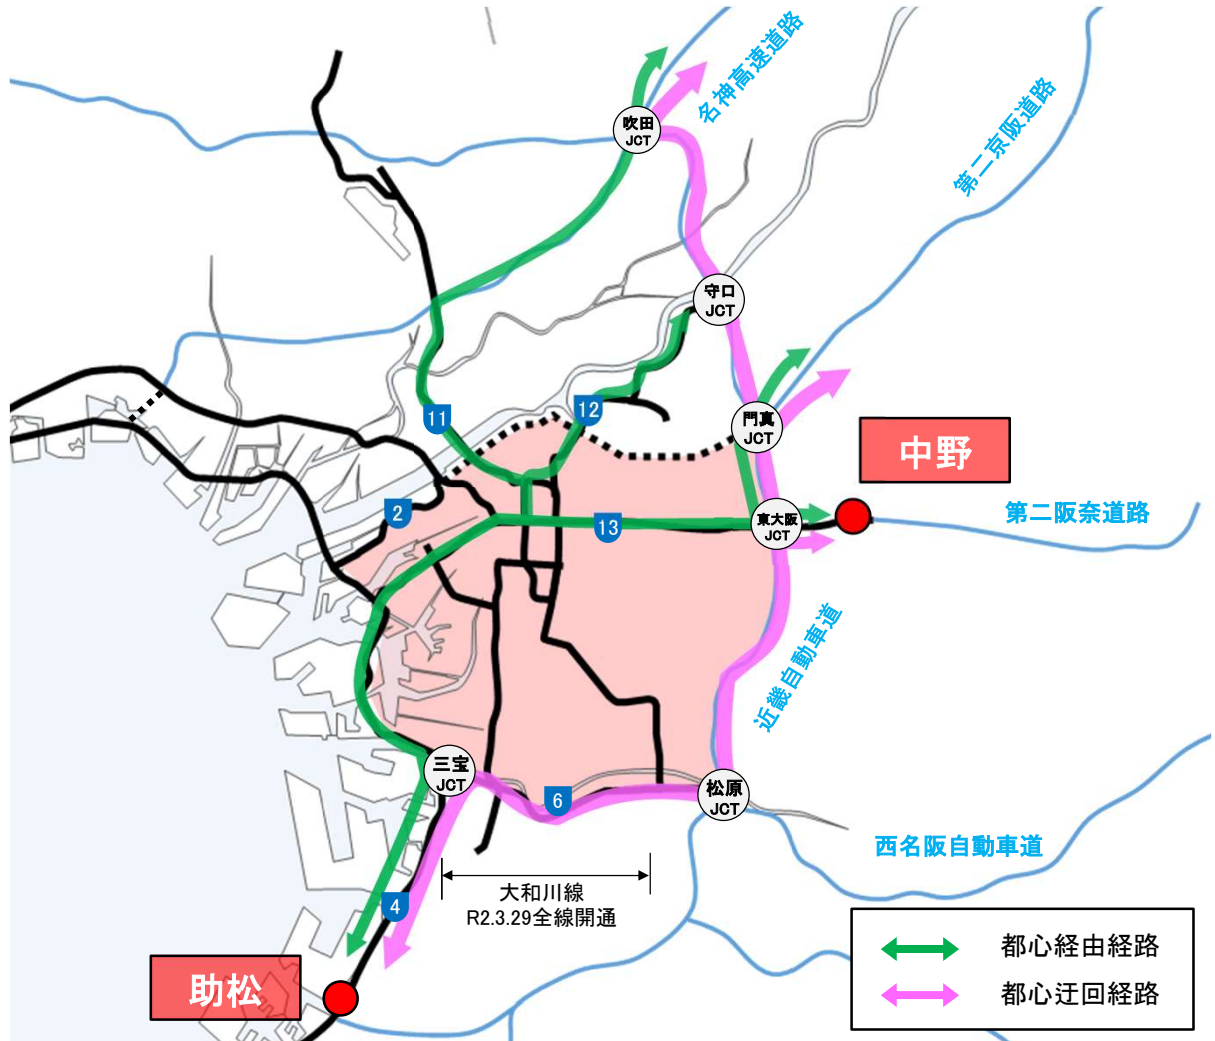 名神高速道路
吹田
JCT
第二京阪道路
守口
JCT
11
12
門真
JCT
中野
2
13
東大阪
JCT
第二阪奈道路
近畿自動車道
三宝
JCT
6
松原
JCT
西名阪自動車道
大和川線
R2.3.29全線開通
4
助松
都心経由経路
都心迂回経路